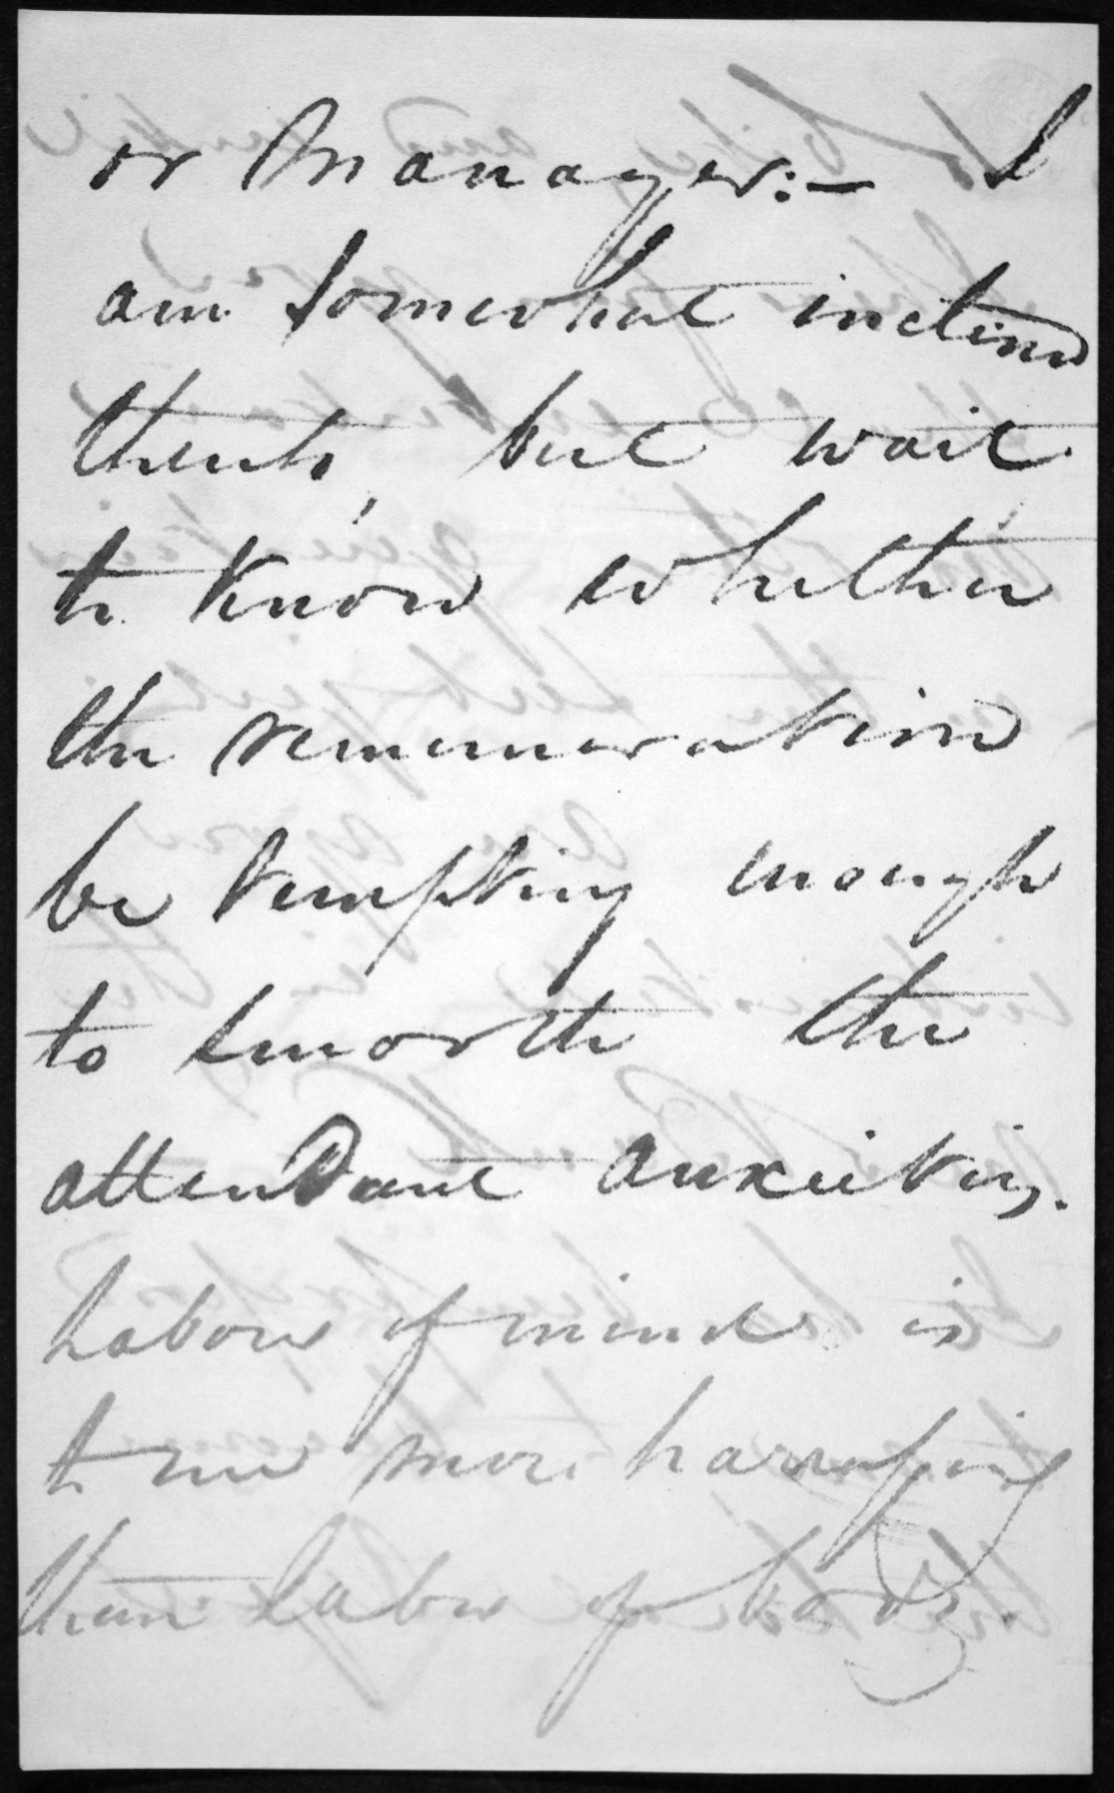 or Manager:— I
am somewhat inclined
thereto, but wait
to know whether
the remuneration
be tempting enough
to smooth the
attendant anxieties.
Labour of mind is
to me more harassing
than labor of body.